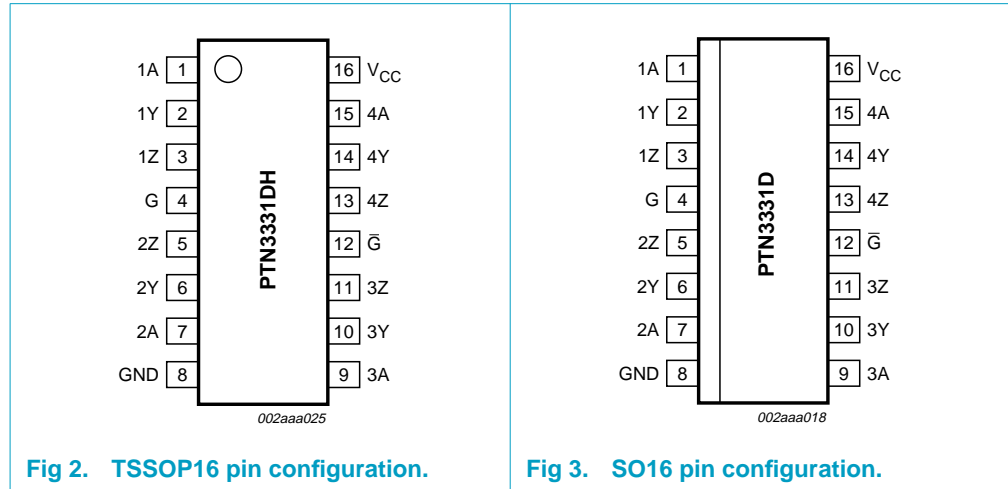 1A 1 16 VCC
1Y 2 15 4A
1Z 3 14 4Y
G 4 13 4Z
2Z 5 12 G̅
2Y 6 11 3Z
2A 7 10 3Y
GND 8 9 3A
PTN3331DH
002aaa025
Fig 2. TSSOP16 pin configuration.
1A 1 16 VCC
1Y 2 15 4A
1Z 3 14 4Y
G 4 13 4Z
2Z 5 12 G̅
2Y 6 11 3Z
2A 7 10 3Y
GND 8 9 3A
PTN3331D
002aaa018
Fig 3. SO16 pin configuration.